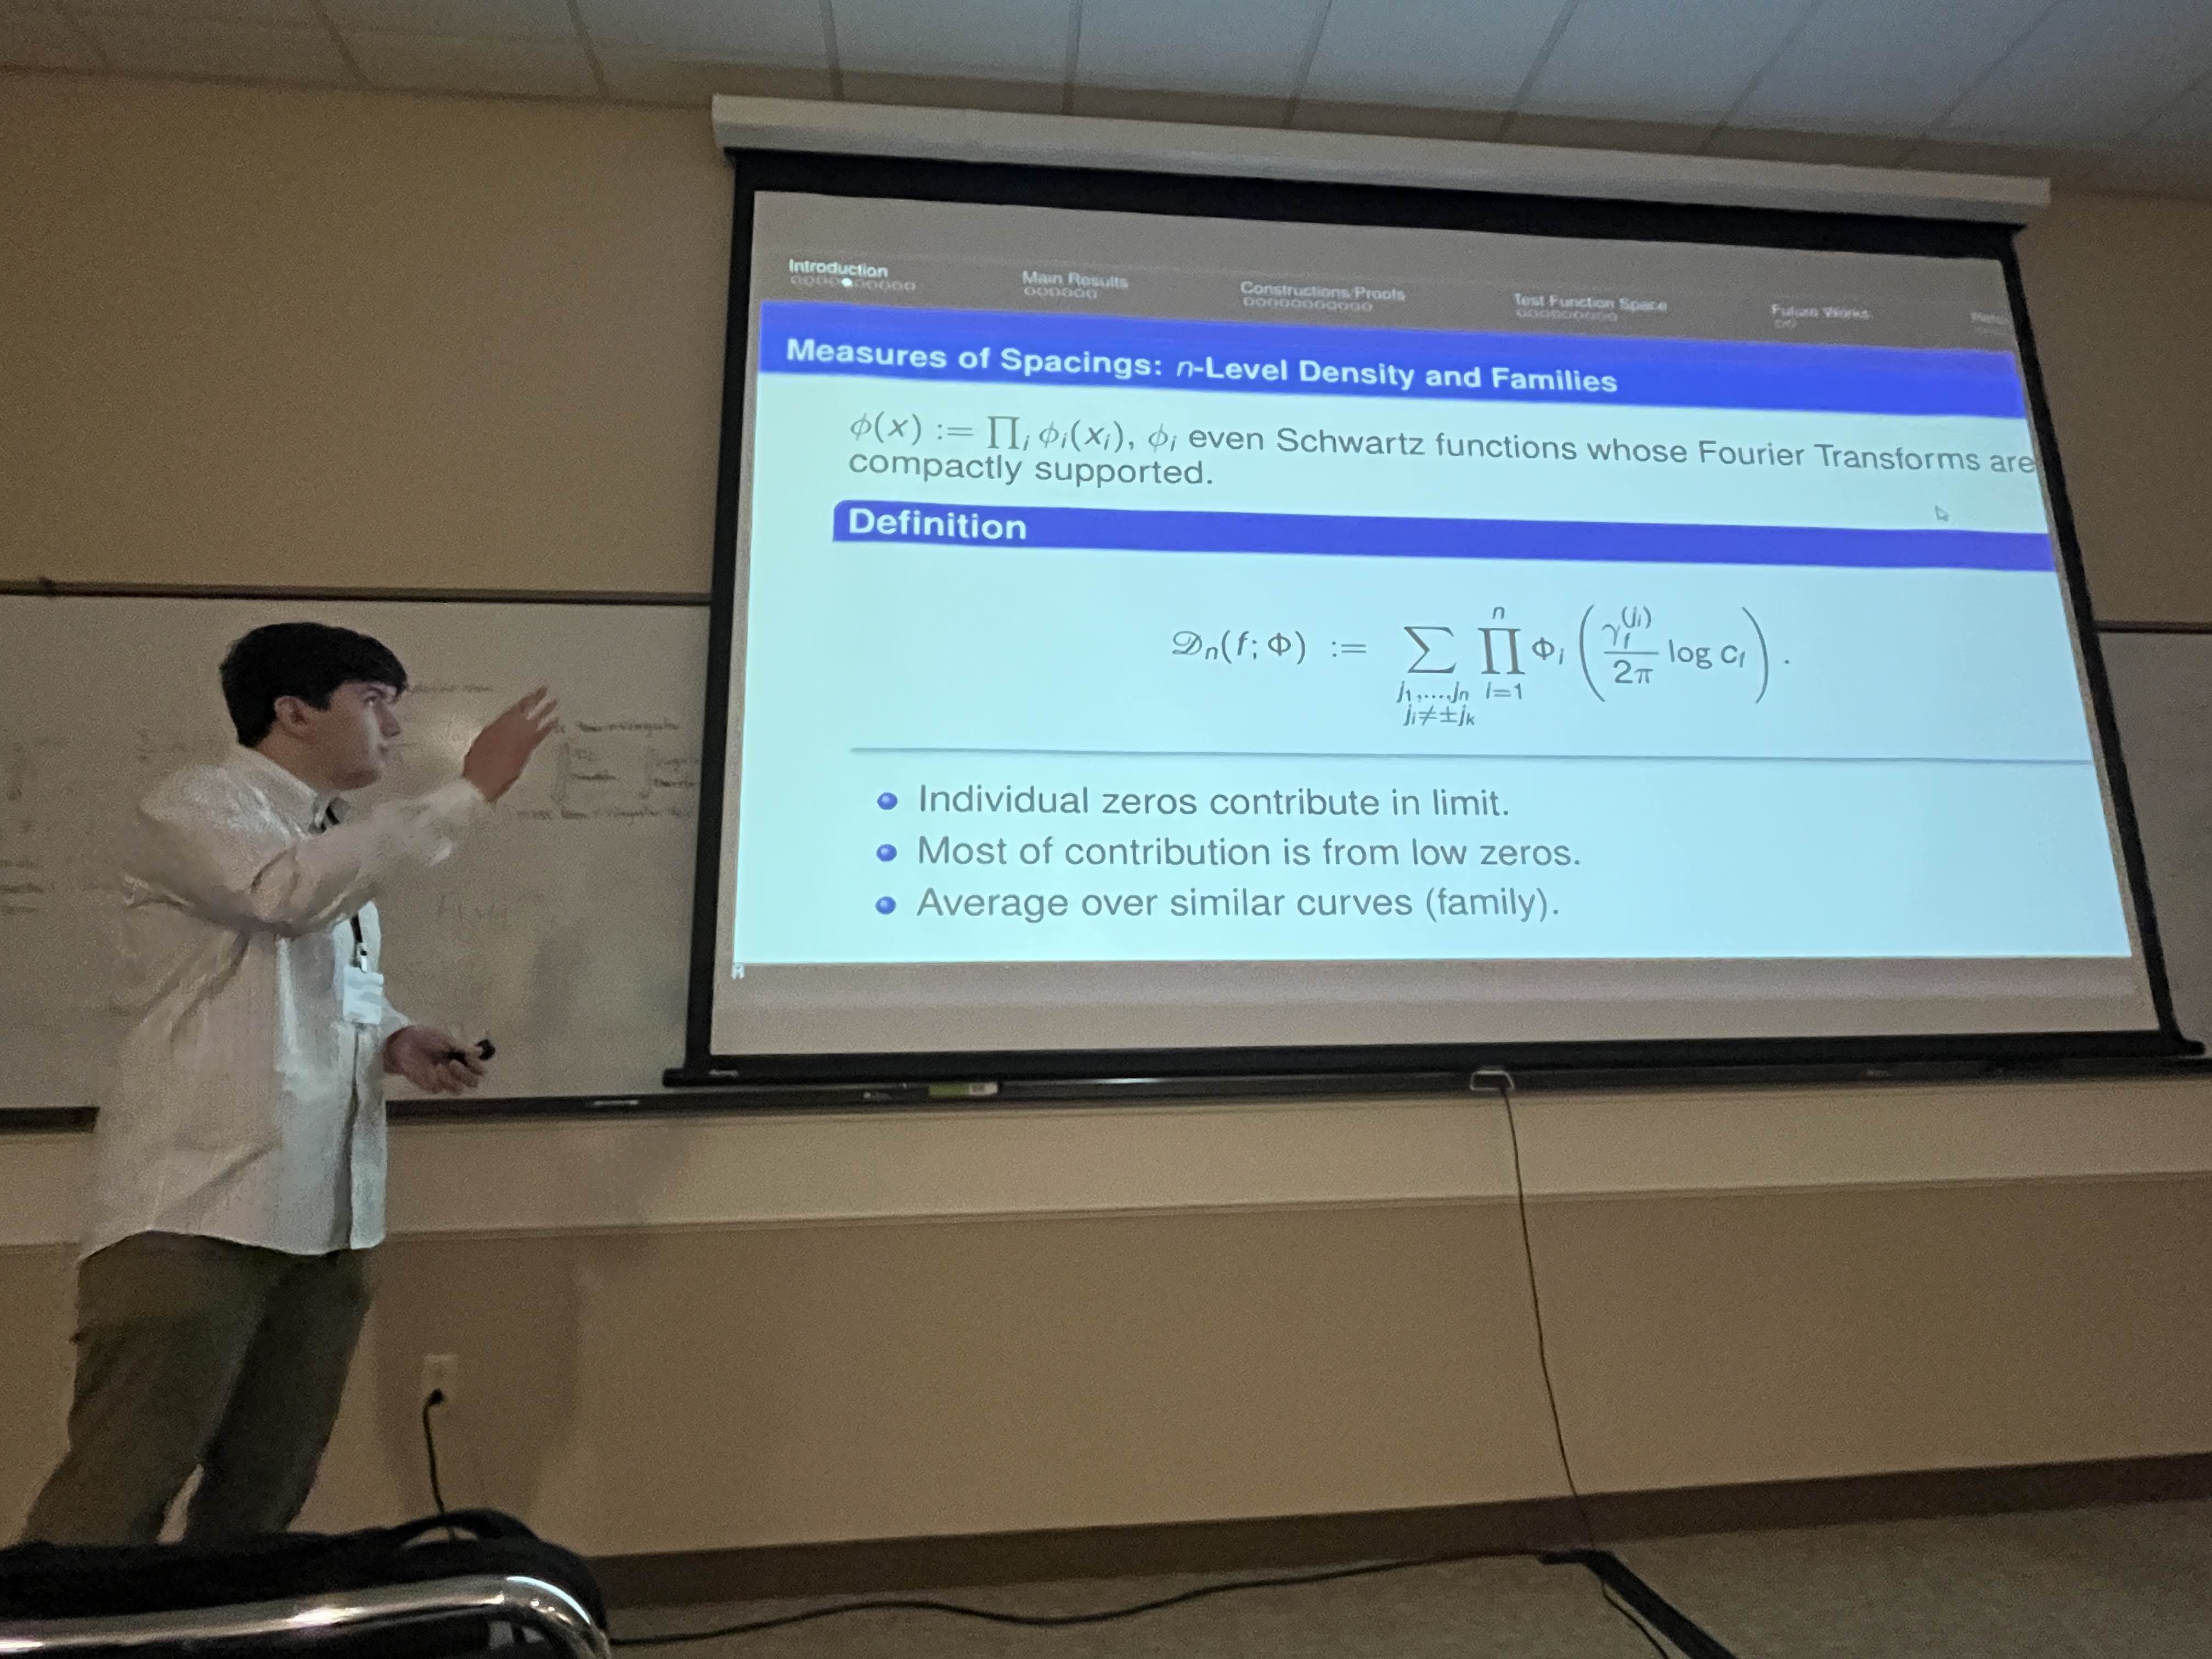 Introduction
Main Results
Constructions/Proofs
Test Function Space
Future Works
Measures of Spacings: n-Level Density and Families
ϕ(x) := ∏ᵢ ϕᵢ(xᵢ), ϕᵢ even Schwartz functions whose Fourier Transforms are
compactly supported.
Definition
𝒟ₙ(f; Φ) := ∑_{j₁,...,jₙ; jᵢ≠±jₖ} ∏_{i=1}^{n} Φᵢ ( γ_f^{(jᵢ)} / 2π log c_f ) .
Individual zeros contribute in limit.
Most of contribution is from low zeros.
Average over similar curves (family).